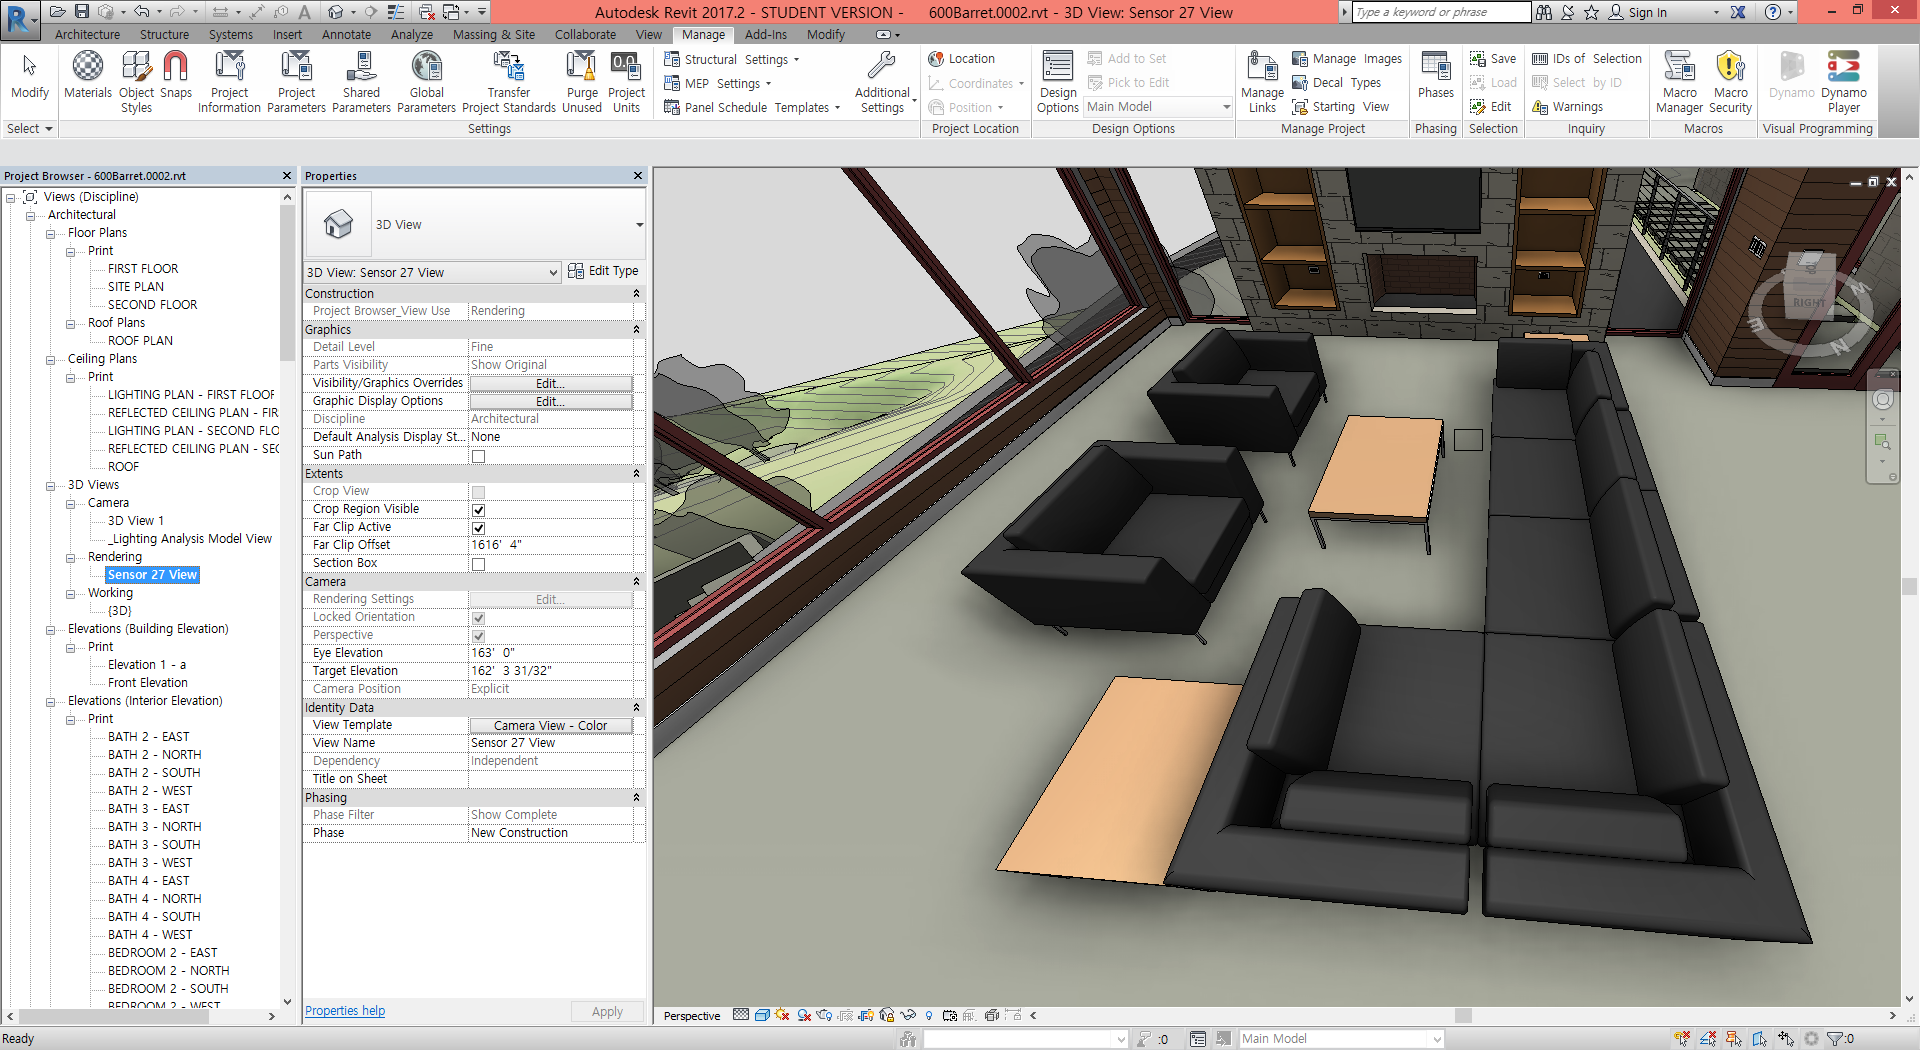 Autodesk Revit 2017.2 - STUDENT VERSION - 600Barret.0002.rvt - 3D View: Sensor 27 View
Type a keyword or phrase
Sign In
Architecture Structure Systems Insert Annotate Analyze Massing & Site Collaborate View Manage Add-Ins Modify
Modify
Materials
Object Styles
Snaps
Project Information
Project Parameters
Shared Parameters
Global Parameters
Transfer Project Standards
Purge Unused
Project Units
Structural Settings
MEP Settings
Panel Schedule Templates
Additional Settings
Location
Coordinates
Position
Design Options
Add to Set
Pick to Edit
Main Model
Manage Links
Manage Images
Decal Types
Starting View
Phases
Save
Load
Edit
IDs of Selection
Select by ID
Warnings
Macro Manager
Macro Security
Dynamo
Dynamo Player
Select
Settings
Project Location
Design Options
Manage Project
Phasing
Selection
Inquiry
Macros
Visual Programming
Project Browser - 600Barret.0002.rvt
Views (Discipline)
Architectural
Floor Plans
Print
FIRST FLOOR
SITE PLAN
SECOND FLOOR
Roof Plans
ROOF PLAN
Ceiling Plans
Print
LIGHTING PLAN - FIRST FLOOR
REFLECTED CEILING PLAN - FIR
LIGHTING PLAN - SECOND FLO
REFLECTED CEILING PLAN - SEC
ROOF
3D Views
Camera
3D View 1
_Lighting Analysis Model View
Rendering
Sensor 27 View
Working
{3D}
Elevations (Building Elevation)
Print
Elevation 1 - a
Front Elevation
Elevations (Interior Elevation)
Print
BATH 2 - EAST
BATH 2 - NORTH
BATH 2 - SOUTH
BATH 2 - WEST
BATH 3 - EAST
BATH 3 - NORTH
BATH 3 - SOUTH
BATH 3 - WEST
BATH 4 - EAST
BATH 4 - NORTH
BATH 4 - SOUTH
BATH 4 - WEST
BEDROOM 2 - EAST
BEDROOM 2 - NORTH
BEDROOM 2 - SOUTH
BEDROOM 2 - WEST
Properties
3D View
3D View: Sensor 27 View
Edit Type
Construction
Project Browser_View Use Rendering
Graphics
Detail Level Fine
Parts Visibility Show Original
Visibility/Graphics Overrides Edit...
Graphic Display Options Edit...
Discipline Architectural
Default Analysis Display St... None
Sun Path
Extents
Crop View
Crop Region Visible
Far Clip Active
Far Clip Offset 1616' 4"
Section Box
Camera
Rendering Settings Edit...
Locked Orientation
Perspective
Eye Elevation 163' 0"
Target Elevation 162' 3 31/32"
Camera Position Explicit
Identity Data
View Template Camera View - Color
View Name Sensor 27 View
Dependency Independent
Title on Sheet
Phasing
Phase Filter Show Complete
Phase New Construction
Properties help
Apply
RIGHT
E
N
Perspective
Ready
:0
Main Model
:0